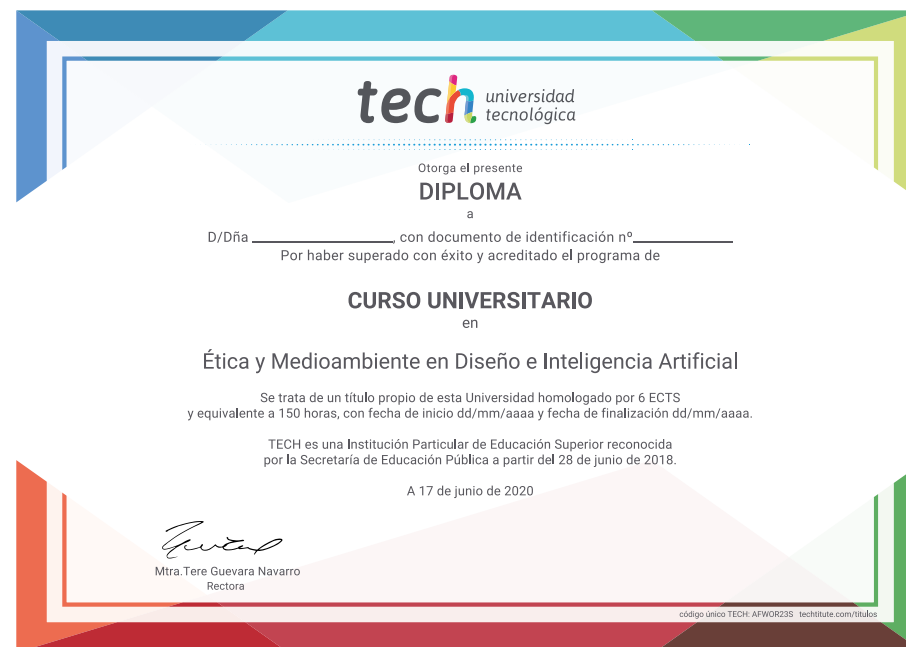 tech universidad
tecnológica
Otorga el presente
DIPLOMA
a
D/Dña ____________________, con documento de identificación nº______________
Por haber superado con éxito y acreditado el programa de
CURSO UNIVERSITARIO
en
Ética y Medioambiente en Diseño e Inteligencia Artificial
Se trata de un título propio de esta Universidad homologado por 6 ECTS
y equivalente a 150 horas, con fecha de inicio dd/mm/aaaa y fecha de finalización dd/mm/aaaa.
TECH es una Institución Particular de Educación Superior reconocida
por la Secretaría de Educación Pública a partir del 28 de junio de 2018.
A 17 de junio de 2020
Mtra.Tere Guevara Navarro
Rectora
código único TECH: AFWOR23S techtitute.com/titulos